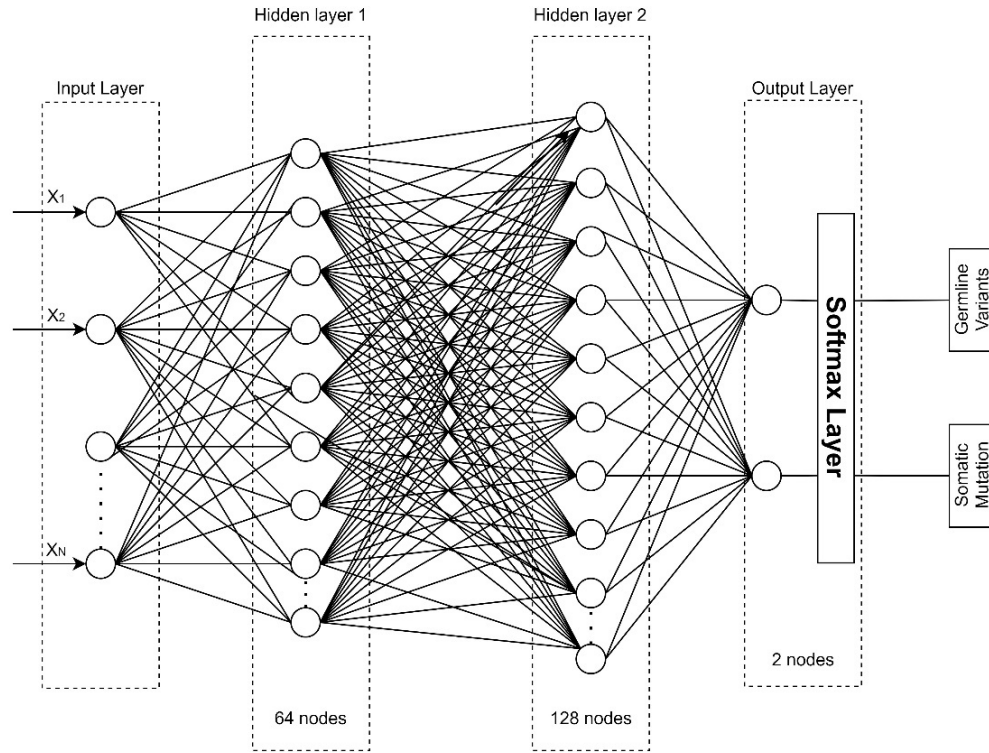 Hidden layer 1
Hidden layer 2
Input Layer
Output Layer
X1
X2
XN
Softmax Layer
Germline
Variants
Somatic
Mutation
64 nodes
128 nodes
2 nodes